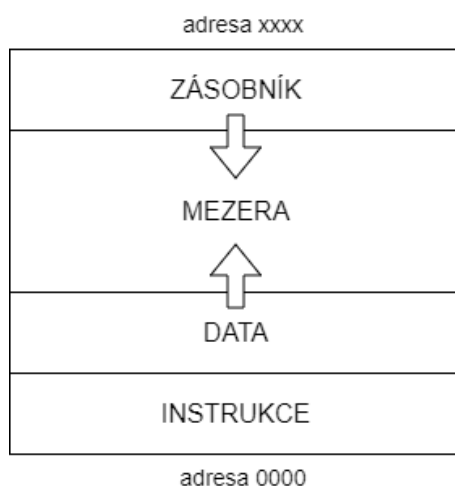 adresa xxxx
ZÁSOBNÍK
MEZERA
DATA
INSTRUKCE
adresa 0000